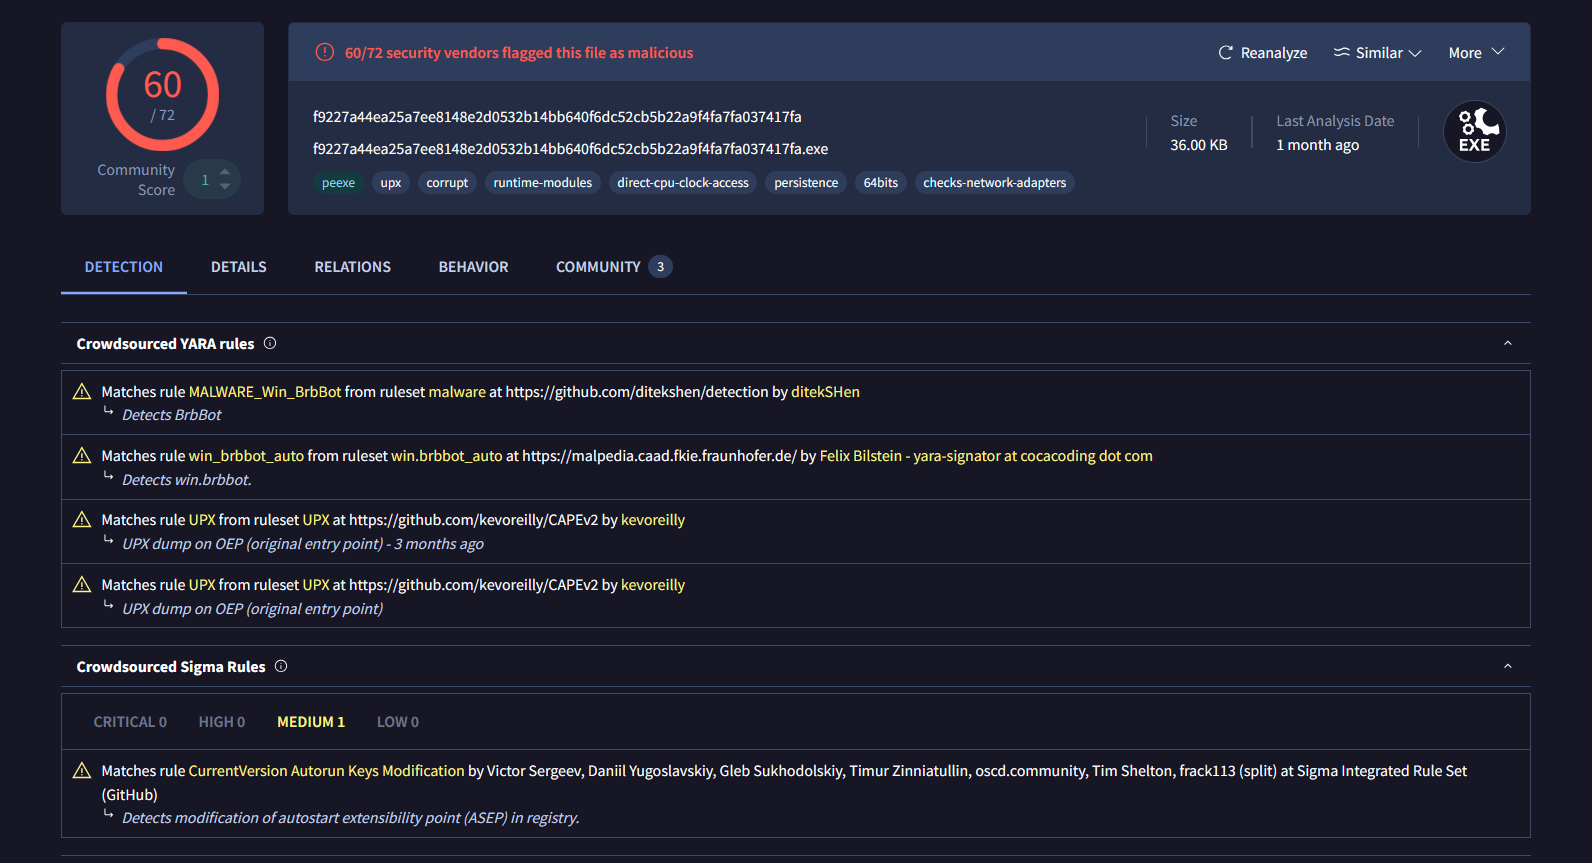 60
/ 72
Community
Score
1
60/72 security vendors flagged this file as malicious
Reanalyze
Similar
More
f9227a44ea25a7ee8148e2d0532b14bb640f6dc52cb5b22a9f4fa7fa037417fa
f9227a44ea25a7ee8148e2d0532b14bb640f6dc52cb5b22a9f4fa7fa037417fa.exe
peexe upx corrupt runtime-modules direct-cpu-clock-access persistence 64bits checks-network-adapters
Size
36.00 KB
Last Analysis Date
1 month ago
EXE
DETECTION DETAILS RELATIONS BEHAVIOR COMMUNITY 3
Crowdsourced YARA rules
Matches rule MALWARE_Win_BrbBot from ruleset malware at https://github.com/ditekshen/detection by ditekSHen
Detects BrbBot
Matches rule win_brbbot_auto from ruleset win.brbbot_auto at https://malpedia.caad.fkie.fraunhofer.de/ by Felix Bilstein - yara-signator at cocacoding dot com
Detects win.brbbot.
Matches rule UPX from ruleset UPX at https://github.com/kevoreilly/CAPEv2 by kevoreilly
UPX dump on OEP (original entry point) - 3 months ago
Matches rule UPX from ruleset UPX at https://github.com/kevoreilly/CAPEv2 by kevoreilly
UPX dump on OEP (original entry point)
Crowdsourced Sigma Rules
CRITICAL 0 HIGH 0 MEDIUM 1 LOW 0
Matches rule CurrentVersion Autorun Keys Modification by Victor Sergeev, Daniil Yugoslavskiy, Gleb Sukhodolskiy, Timur Zinniatullin, oscd.community, Tim Shelton, frack113 (split) at Sigma Integrated Rule Set
(GitHub)
Detects modification of autostart extensibility point (ASEP) in registry.